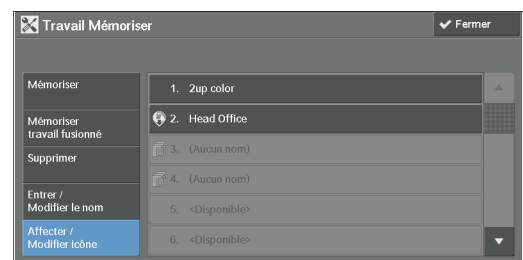 Travail Mémoriser
Fermer
Mémoriser
Mémoriser
travail fusionné
Supprimer
Entrer /
Modifier le nom
Affecter /
Modifier icône
1. 2up color
2. Head Office
3. (Aucun nom)
4. (Aucun nom)
5. <Disponible>
6. <Disponible>